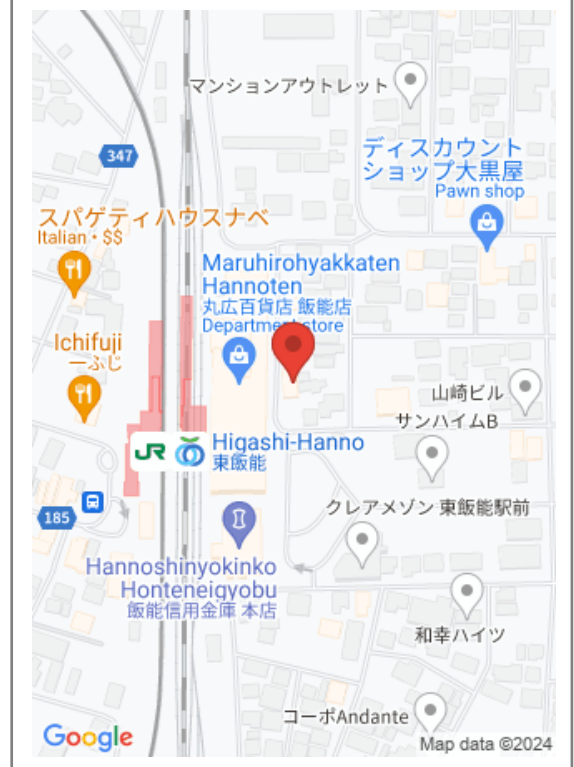 マンションアウトレット
ディスカウント
ショップ大黒屋
Pawn shop
347
スパゲティハウスナベ
Italian・$$
Maruhirohyakkaten
Hannoten
丸広百貨店 飯能店
Department store
Ichifuji
一ふじ
山崎ビル
サンハイムB
JR
Higashi-Hanno
東飯能
クレアメゾン 東飯能駅前
185
Hannoshinyokinko
Honteneigyobu
飯能信用金庫 本店
和幸ハイツ
コーポAndante
Google
Map data ©2024